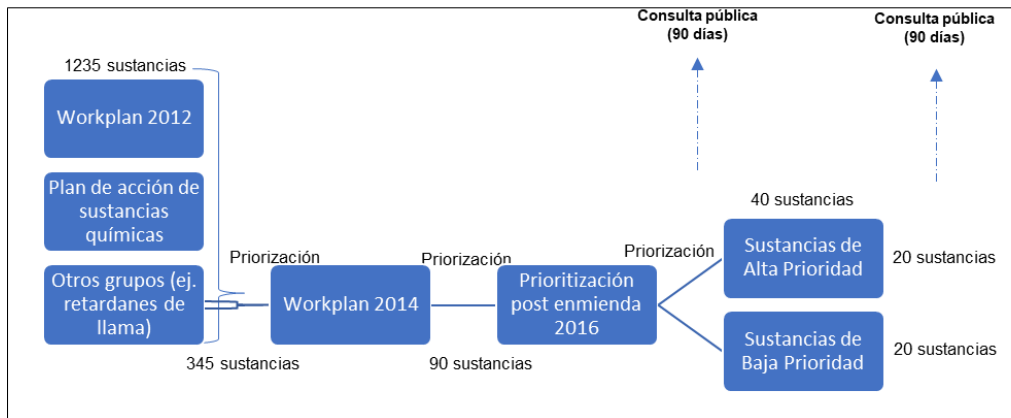 Consulta pública
(90 días)
Consulta pública
(90 días)
1235 sustancias
Workplan 2012
Plan de acción de
sustancias
químicas
Otros grupos (ej.
retardanes de
llama)
Priorización
345 sustancias
Workplan 2014
Priorización
90 sustancias
Prioritización
post enmienda
2016
Priorización
40 sustancias
Sustancias de
Alta Prioridad
20 sustancias
Sustancias de
Baja Prioridad
20 sustancias